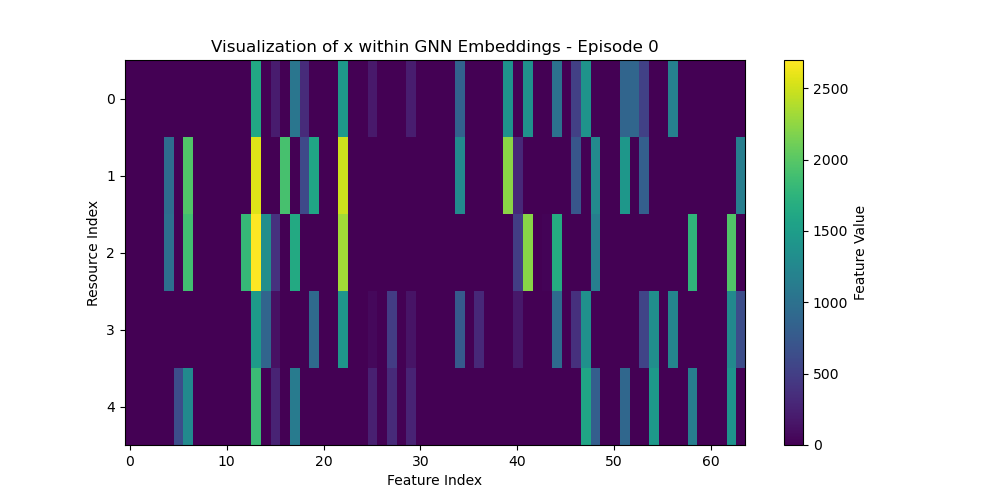 Visualization of x within GNN Embeddings - Episode 0
Resource Index
0
1
2
3
4
0 10 20 30 40 50 60
Feature Index
2500
2000
1500
1000
500
0
Feature Value